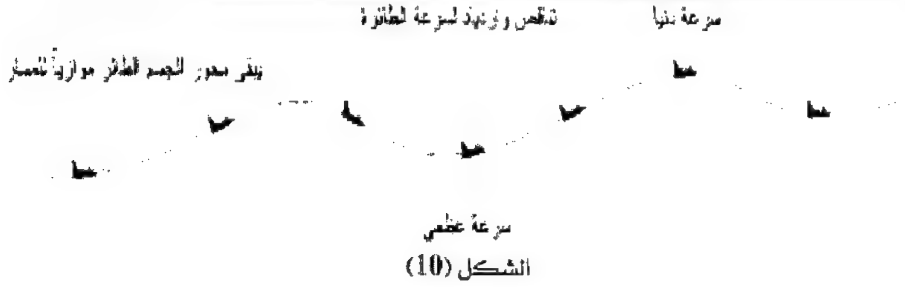 سرعة دنيا
تناقص وتزايد لسرعة الطائرة
يبقى محور الجسم الطائر موازياً للمسار
سرعة عظمى
الشكل (10)